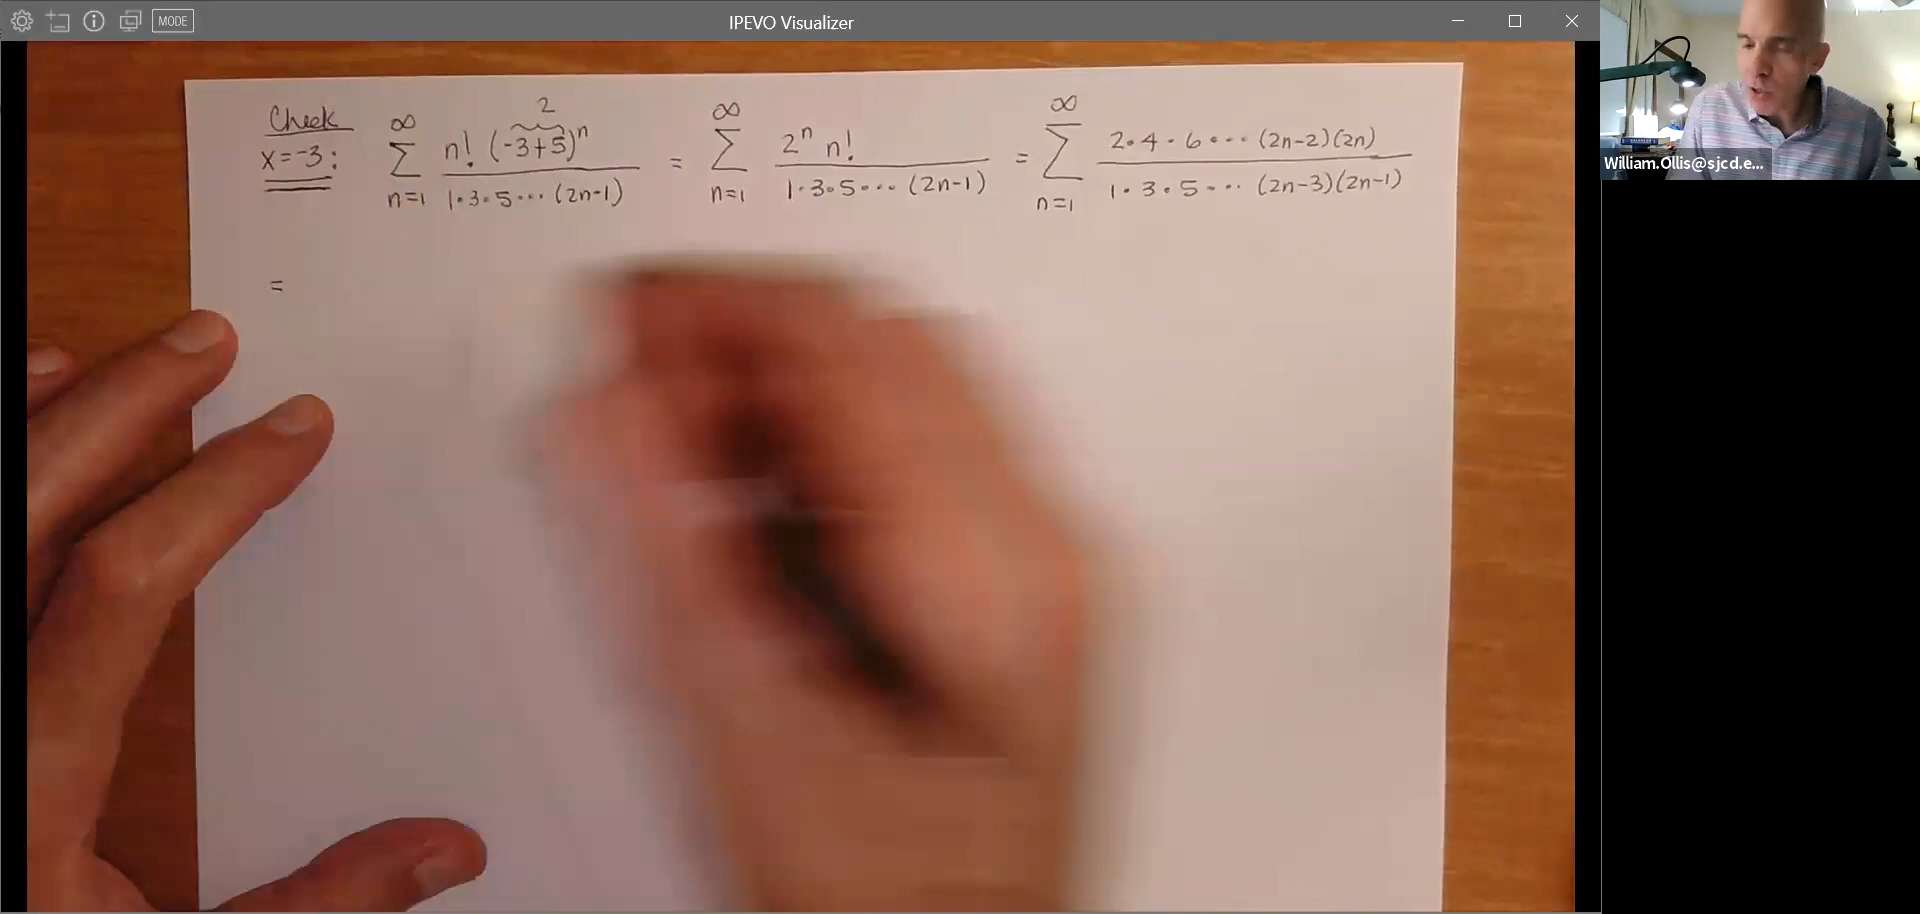 MODE
IPEVO Visualizer
Check
x=-3: ∞ Σ n=1 n! (-3+5)^n / 1·3·5··· (2n-1) = ∞ Σ n=1 2^n n! / 1·3·5··· (2n-1) = ∞ Σ n=1 2·4·6··· (2n-2)(2n) / 1·3·5··· (2n-3)(2n-1)
2
=
William.Ollis@sjcd.e...